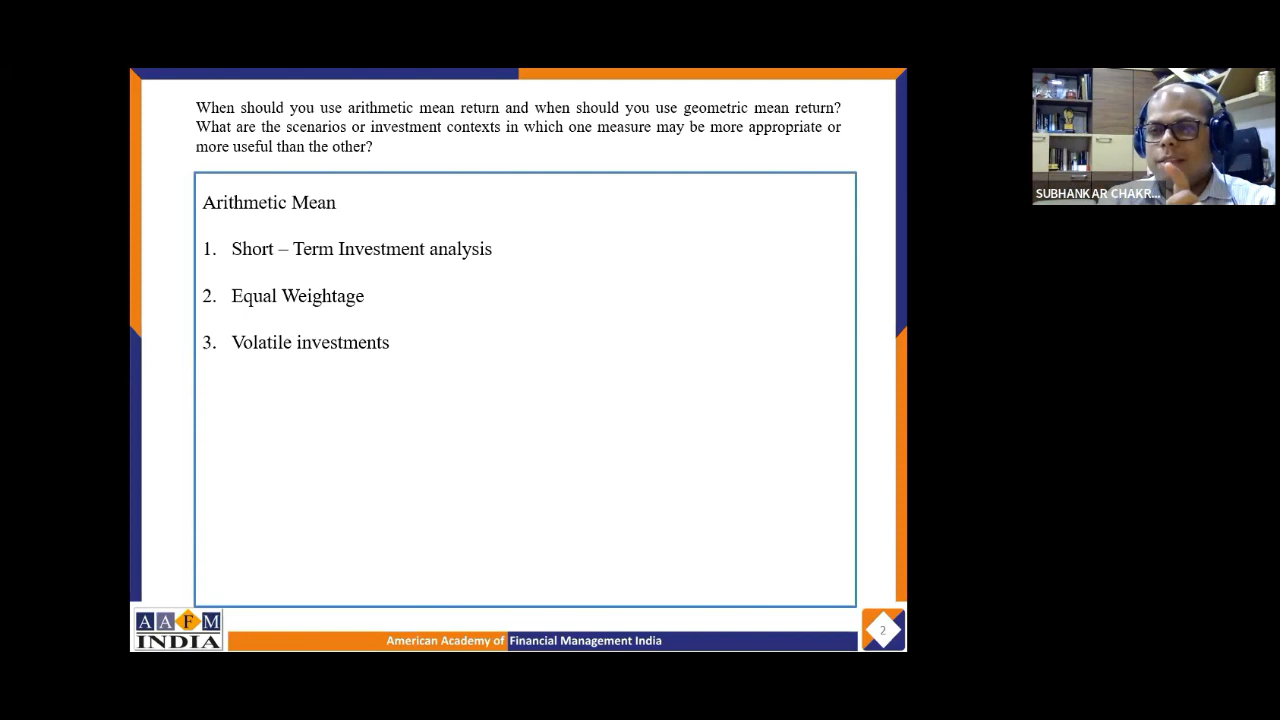 When should you use arithmetic mean return and when should you use geometric mean return?
What are the scenarios or investment contexts in which one measure may be more appropriate or
more useful than the other?
Arithmetic Mean
1. Short – Term Investment analysis
2. Equal Weightage
3. Volatile investments
SUBHANKAR CHAKR...
AAFM
INDIA
American Academy of Financial Management India
2